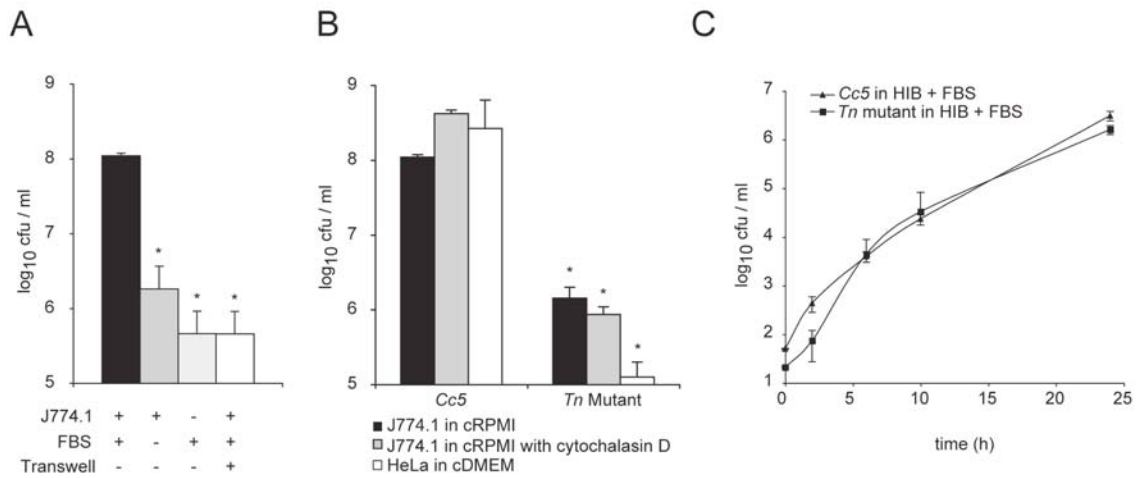 A
log10 cfu / ml
9
8
7
6
5
*
*
*
J774.1 + + - +
FBS + - + +
Transwell - - - +
B
log10 cfu / ml
9
8
7
6
5
*
*
*
Cc5 Tn Mutant
J774.1 in cRPMI
J774.1 in cRPMI with cytochalasin D
HeLa in cDMEM
C
Cc5 in HIB + FBS
Tn mutant in HIB + FBS
log10 cfu / ml
7
6
5
4
3
2
1
*
0 5 10 15 20 25
time (h)